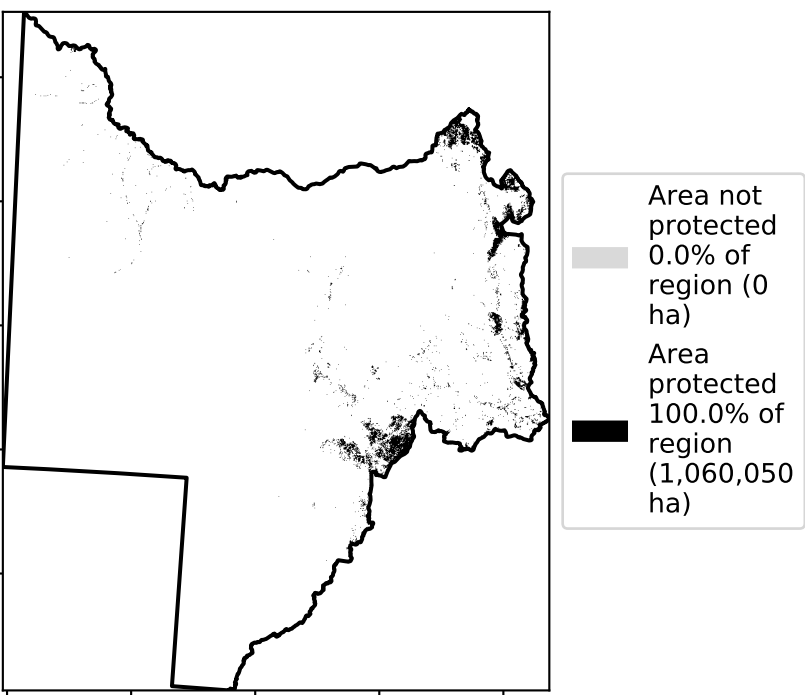 Area not
protected
0.0% of
region (0
ha)
Area
protected
100.0% of
region
(1,060,050
ha)